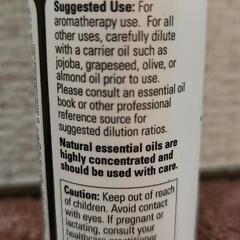 Suggested Use: For
aromatherapy use. For all
other uses, carefully dilute
with a carrier oil such as
jojoba, grapeseed, olive, or
almond oil prior to use.
Please consult an essential oil
book or other professional
reference source for
suggested dilution ratios.
Natural essential oils are
highly concentrated and
should be used with care.
Caution: Keep out of reach
of children. Avoid contact
with eyes. If pregnant or
lactating, consult your
healthcare practitioner